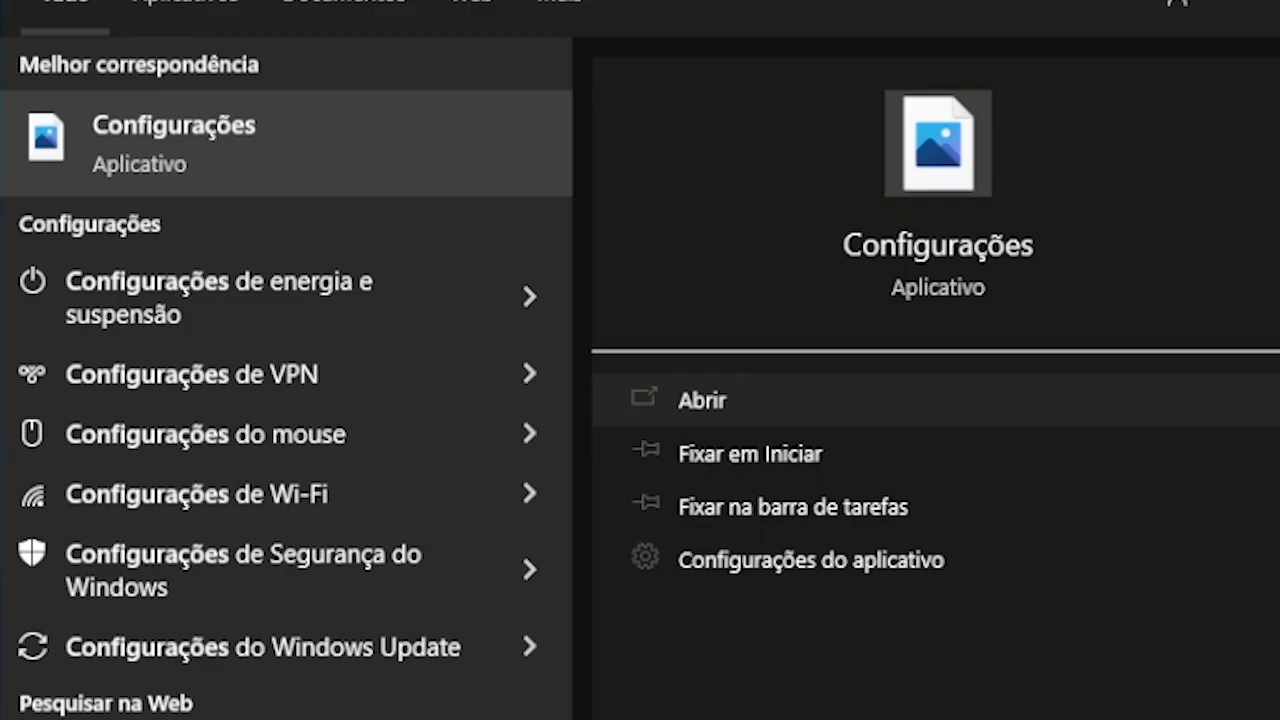 Melhor correspondência
Configurações
Aplicativo
Configurações
Configurações de energia e
suspensão
Configurações de VPN
Configurações do mouse
Configurações de Wi-Fi
Configurações de Segurança do
Windows
Configurações do Windows Update
Pesquisar na Web
Configurações
Aplicativo
Abrir
Fixar em Iniciar
Fixar na barra de tarefas
Configurações do aplicativo